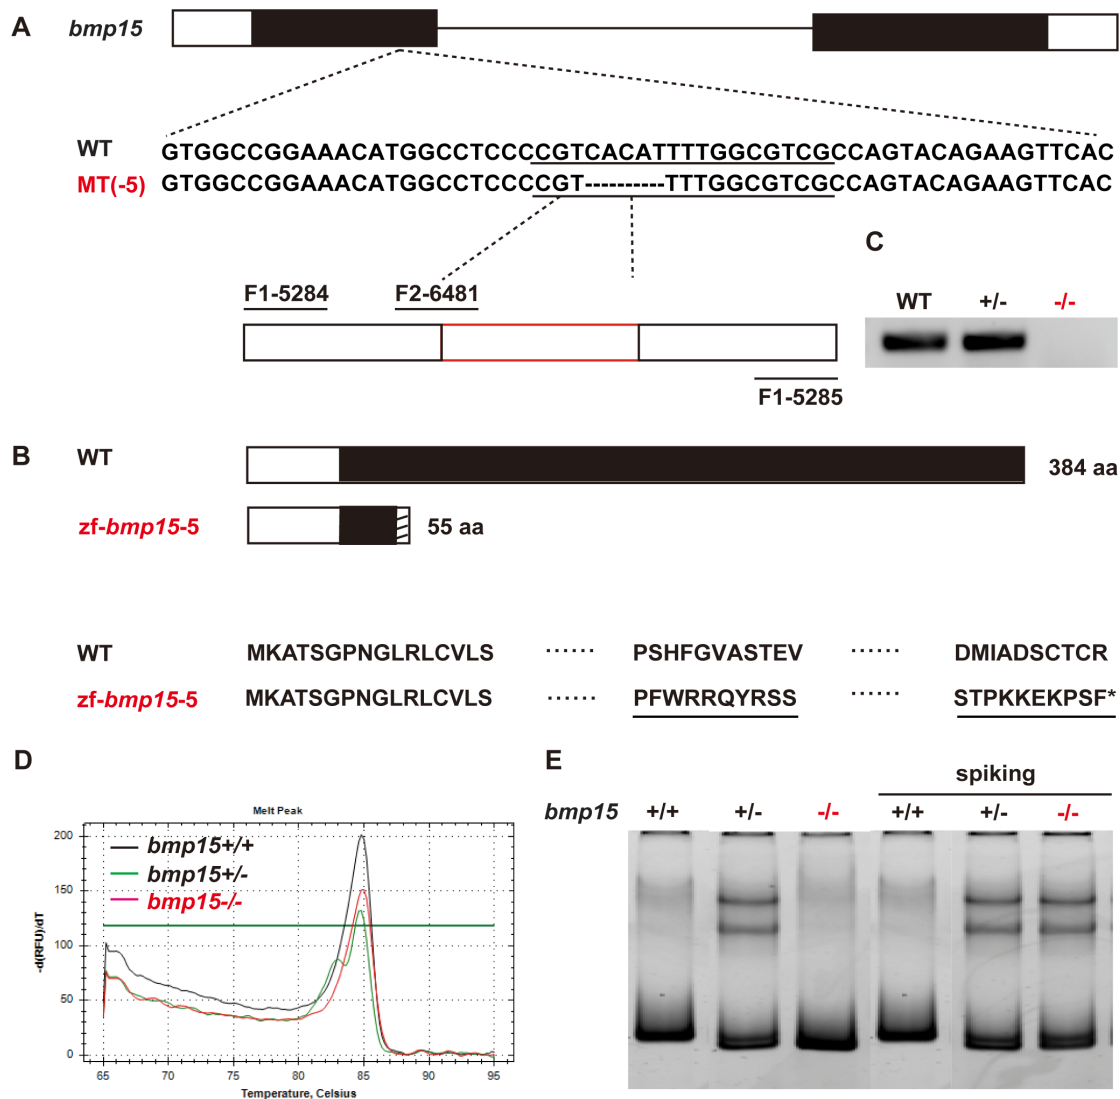 A
bmp15
WT GTGGCCGGAAACATGGCCTCCCCGTCACATTTTGGCGTCGCCAGTACAGAAGTTCAC
MT(-5) GTGGCCGGAAACATGGCCTCCCCGT----------TTTGGCGTCGCCAGTACAGAAGTTCAC
C
F1-5284 F2-6481
WT +/- -/-
F1-5285
B
WT 384 aa
zf-bmp15-5 55 aa
WT MKATSGPNGLRLCVLS ...... PSHFGVASTEV ...... DMIADSCTCR
zf-bmp15-5 MKATSGPNGLRLCVLS ...... PFWRRQYRSS ...... STPKKEKPSF*
D
Melt Peak
bmp15+/+
bmp15+/-
bmp15-/-
-d(RFU)/dT
200
150
100
50
0
65 70 75 80 85 90 95
Temperature, Celsius
E
spiking
bmp15 +/+ +/- -/- +/+ +/- -/-